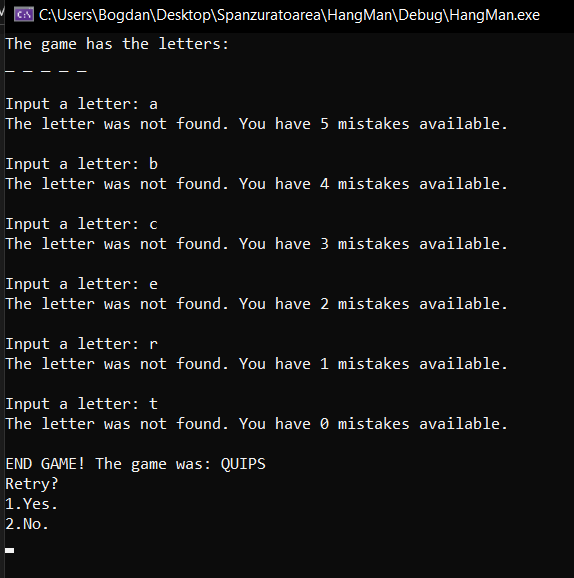 C:\Users\Bogdan\Desktop\Spanzuratoarea\HangMan\Debug\HangMan.exe
The game has the letters:
_ _ _ _ _
Input a letter: a
The letter was not found. You have 5 mistakes available.
Input a letter: b
The letter was not found. You have 4 mistakes available.
Input a letter: c
The letter was not found. You have 3 mistakes available.
Input a letter: e
The letter was not found. You have 2 mistakes available.
Input a letter: r
The letter was not found. You have 1 mistakes available.
Input a letter: t
The letter was not found. You have 0 mistakes available.
END GAME! The game was: QUIPS
Retry?
1.Yes.
2.No.